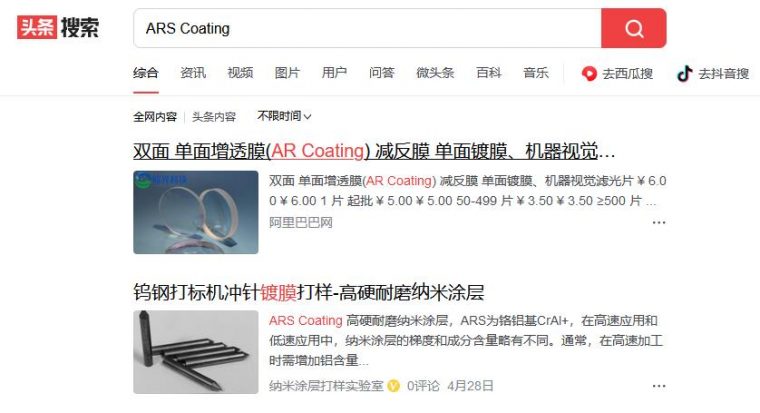 头条 搜索
ARS Coating
综合 资讯 视频 图片 用户 问答 微头条 百科 音乐 去西瓜搜 去抖音搜
全网内容 头条内容 不限时间
双面 单面增透膜(AR Coating) 减反膜 单面镀膜、机器视觉…
双面 单面增透膜(AR Coating) 减反膜 单面镀膜、机器视觉滤光片 ¥ 6.0
0 ¥ 6.00 1 片 起批 ¥ 5.00 ¥ 5.00 50-499 片 ¥ 3.50 ¥ 3.50 ≥500 片 ...
阿里巴巴网
钨钢打标机冲针镀膜打样-高硬耐磨纳米涂层
ARS Coating 高硬耐磨纳米涂层，ARS为铬铝基CrAl+，在高速应用和
低速应用中，纳米涂层的梯度和成分含量略有不同。通常，在高速加工
时需增加铝含量...
纳米涂层打样实验室 0评论 4月28日